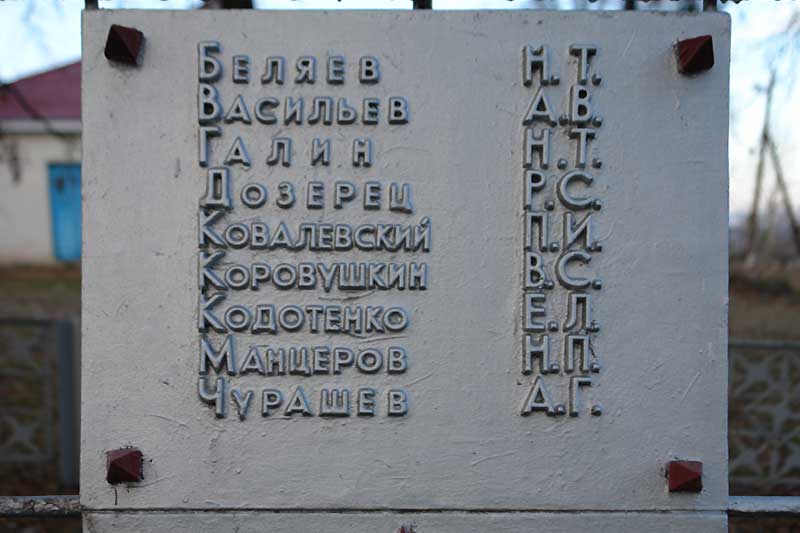 Беляев Н. Т.
Васильев А. В.
Галин Н. Т.
Дозерец Р. С.
Ковалевский П. И.
Коровушкин В. С.
Кодотенко Е. Л.
Манцеров Н. П.
Чурашев А. Г.